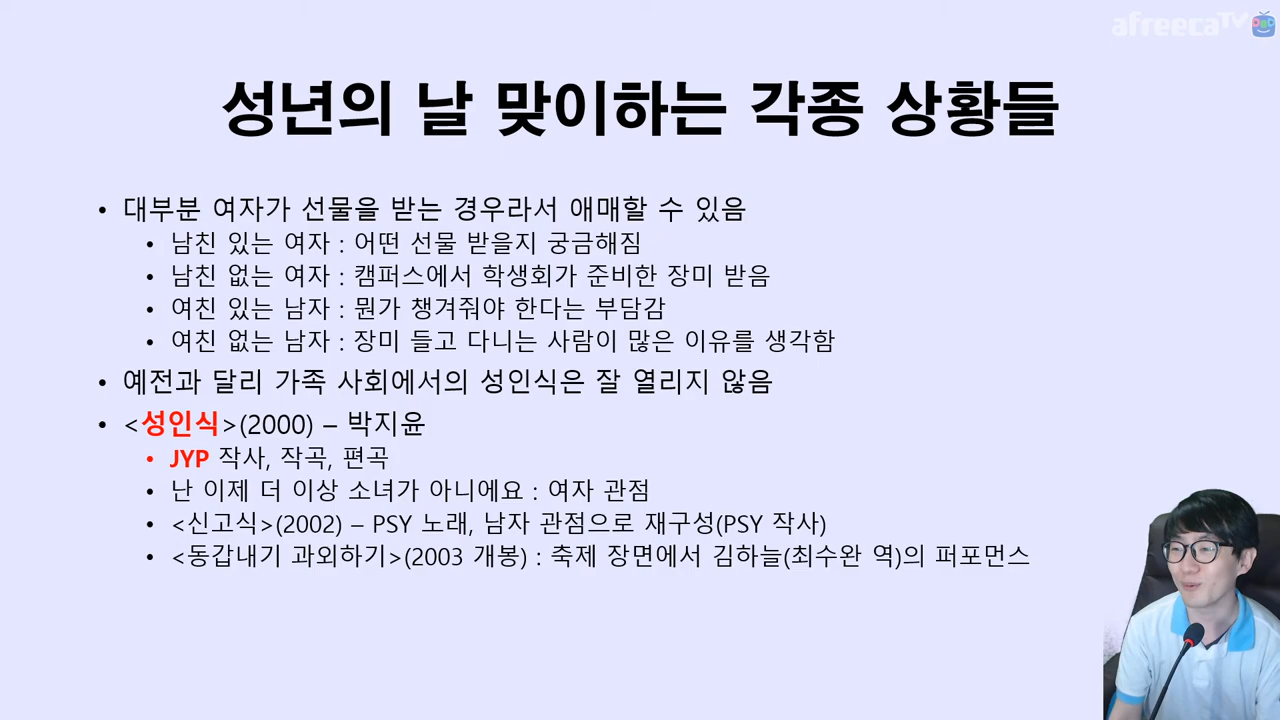 afreecaTV
성년의 날 맞이하는 각종 상황들
• 대부분 여자가 선물을 받는 경우라서 애매할 수 있음
• 남친 있는 여자 : 어떤 선물 받을지 궁금해짐
• 남친 없는 여자 : 캠퍼스에서 학생회가 준비한 장미 받음
• 여친 있는 남자 : 뭔가 챙겨줘야 한다는 부담감
• 여친 없는 남자 : 장미 들고 다니는 사람이 많은 이유를 생각함
• 예전과 달리 가족 사회에서의 성인식은 잘 열리지 않음
• <성인식>(2000) – 박지윤
• JYP 작사, 작곡, 편곡
• 난 이제 더 이상 소녀가 아니에요 : 여자 관점
• <신고식>(2002) – PSY 노래, 남자 관점으로 재구성(PSY 작사)
• <동갑내기 과외하기>(2003 개봉) : 축제 장면에서 김하늘(최수완 역)의 퍼포먼스